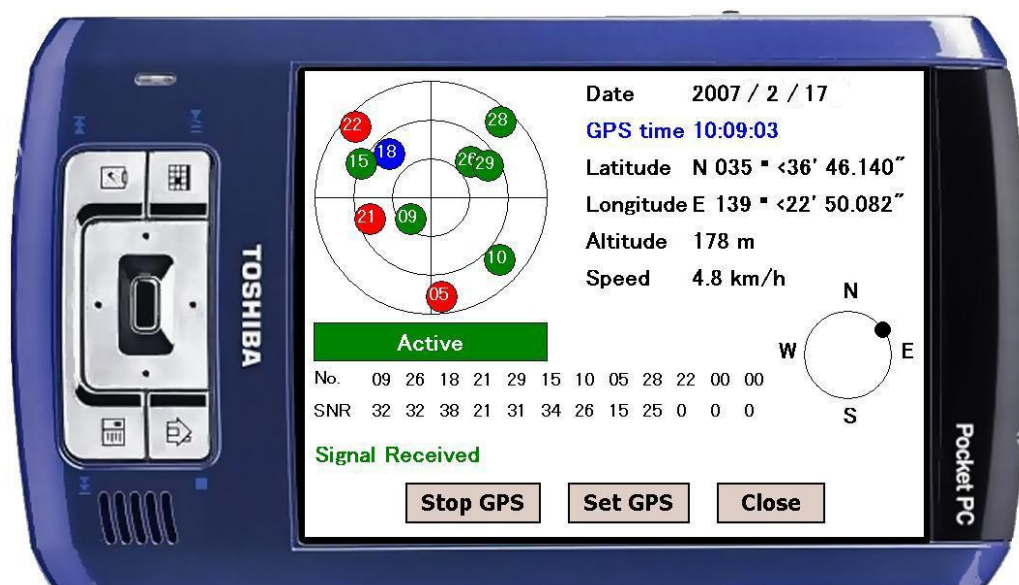 TOSHIBA
22
28
15
18
26
29
21
09
10
05
Active
No. 09 26 18 21 29 15 10 05 28 22 00 00
SNR 32 32 38 21 31 34 26 15 25 0 0 0
Signal Received
Date 2007 / 2 / 17
GPS time 10:09:03
Latitude N 035 ▪ <36' 46.140"
Longitude E 139 ▪ <22' 50.082"
Altitude 178 m
Speed 4.8 km/h
N
W E
S
Stop GPS Set GPS Close
Pocket PC